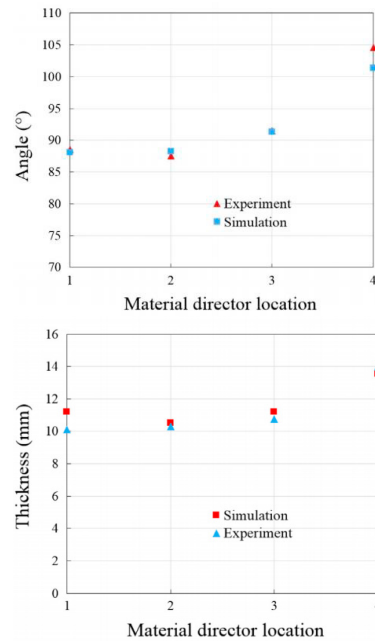 110
105
100
95
90
85
80
75
70
Angle (°)
Experiment
Simulation
1 2 3 4
Material director location
16
14
12
10
8
6
4
2
0
Thickness (mm)
Simulation
Experiment
1 2 3
Material director location